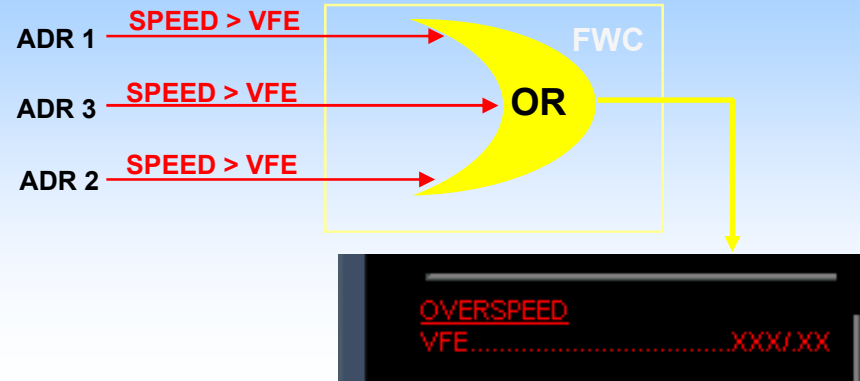 SPEED > VFE
ADR 1
FWC
SPEED > VFE
ADR 3
OR
SPEED > VFE
ADR 2
OVERSPEED
VFE................................XXX/.XX